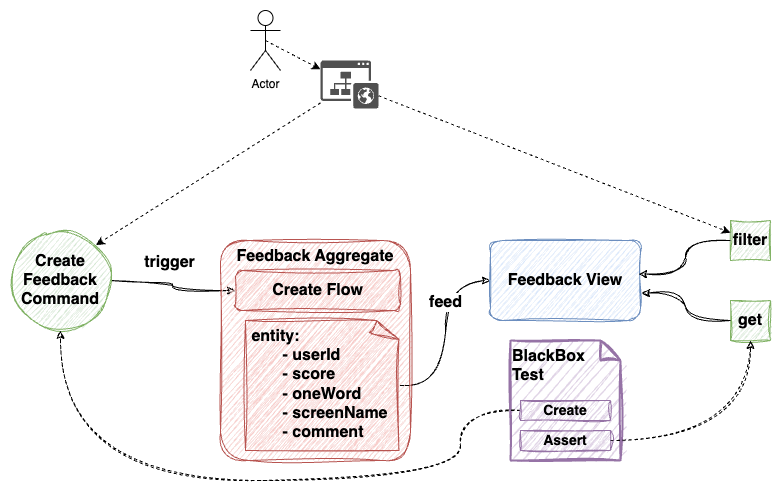 Actor
Create
Feedback
Command
trigger
Feedback Aggregate
Create Flow
entity:
- userId
- score
- oneWord
- screenName
- comment
feed
Feedback View
filter
get
BlackBox
Test
Create
Assert